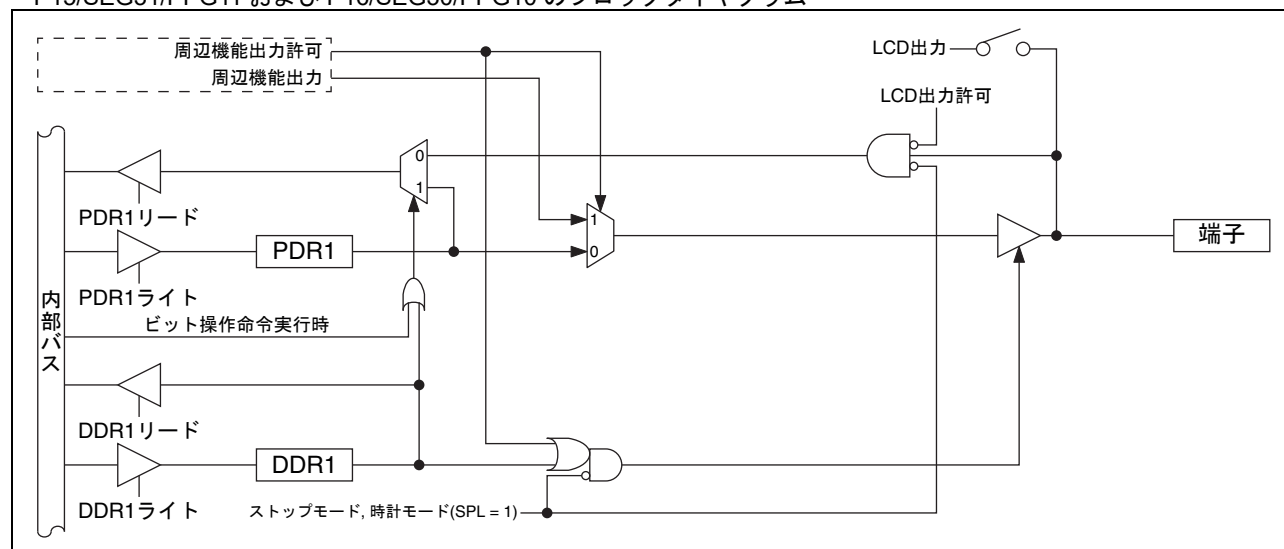 周辺機能出力許可
周辺機能出力
LCD出力
LCD出力許可
0
1
PDR1リード
PDR1
PDR1ライト
1
0
端子
内部バス
ビット操作命令実行時
DDR1リード
DDR1
DDR1ライト
ストップモード, 時計モード(SPL = 1)